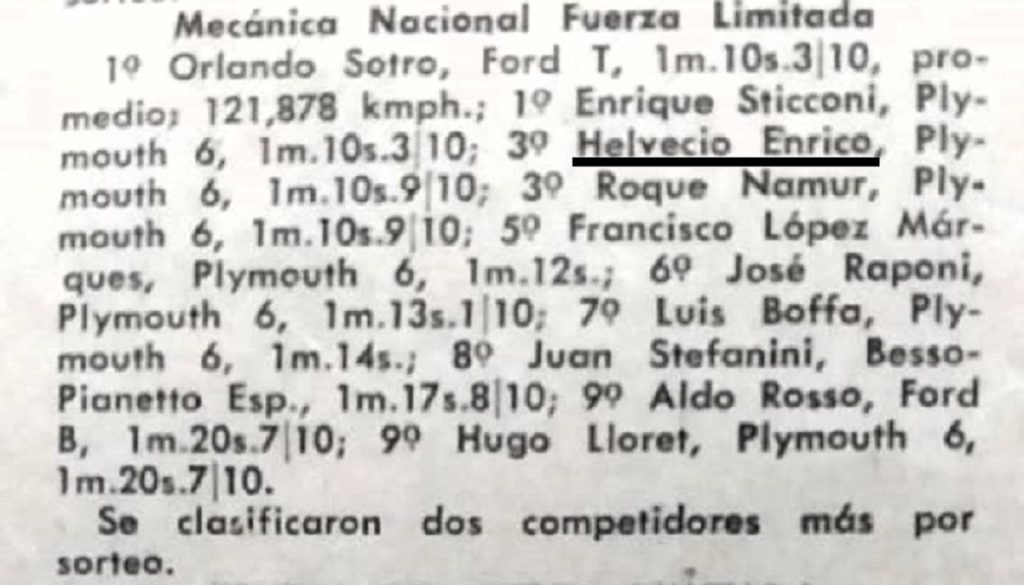 Mecánica Nacional Fuerza Limitada
1º Orlando Sotro, Ford T, 1m.10s.3|10, pro-
medio; 121,878 kmph.; 1º Enrique Sticconi, Ply-
mouth 6, 1m.10s.3|10; 3º Helvecio Enrico, Ply-
mouth 6, 1m.10s.9|10; 3º Roque Namur, Ply-
mouth 6, 1m.10s.9|10; 5º Francisco López Már-
ques, Plymouth 6, 1m.12s.; 6º José Raponi,
Plymouth 6, 1m.13s.1|10; 7º Luis Boffa, Ply-
mouth 6, 1m.14s.; 8º Juan Stefanini, Besso-
Pianetto Esp., 1m.17s.8|10; 9º Aldo Rosso, Ford
B, 1m.20s.7|10; 9º Hugo Lloret, Plymouth 6,
1m.20s.7|10.
Se clasificaron dos competidores más por
sorteo.